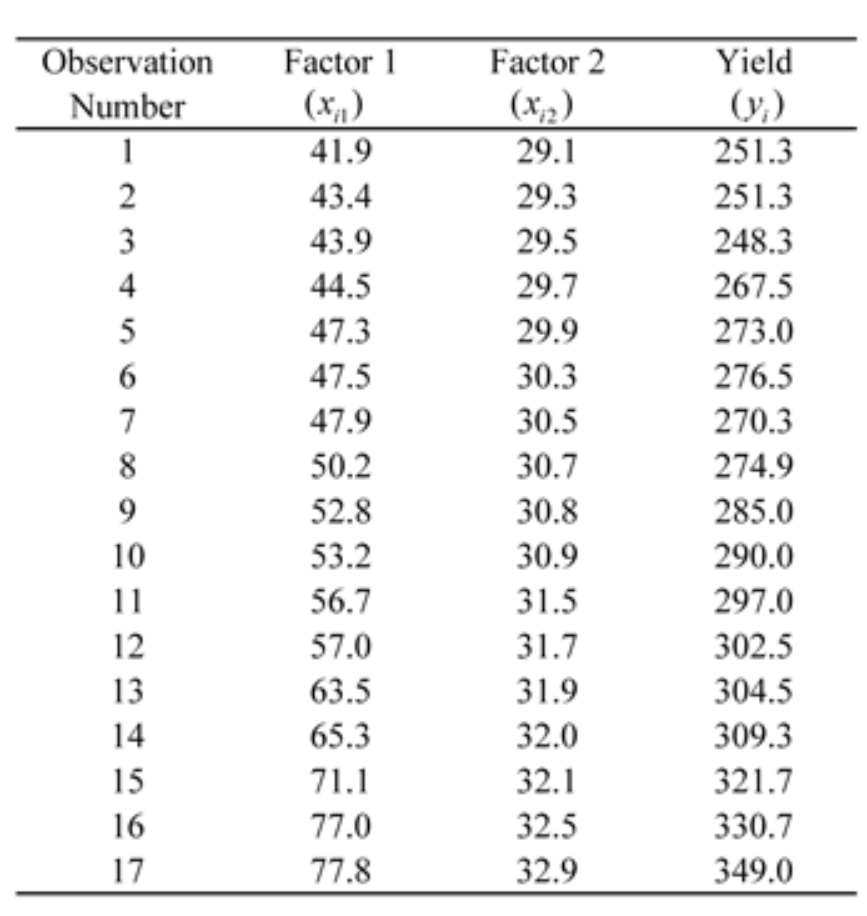 Observation Factor 1 Factor 2 Yield
Number (x_{i1}) (x_{i2}) (y_i)
1 41.9 29.1 251.3
2 43.4 29.3 251.3
3 43.9 29.5 248.3
4 44.5 29.7 267.5
5 47.3 29.9 273.0
6 47.5 30.3 276.5
7 47.9 30.5 270.3
8 50.2 30.7 274.9
9 52.8 30.8 285.0
10 53.2 30.9 290.0
11 56.7 31.5 297.0
12 57.0 31.7 302.5
13 63.5 31.9 304.5
14 65.3 32.0 309.3
15 71.1 32.1 321.7
16 77.0 32.5 330.7
17 77.8 32.9 349.0